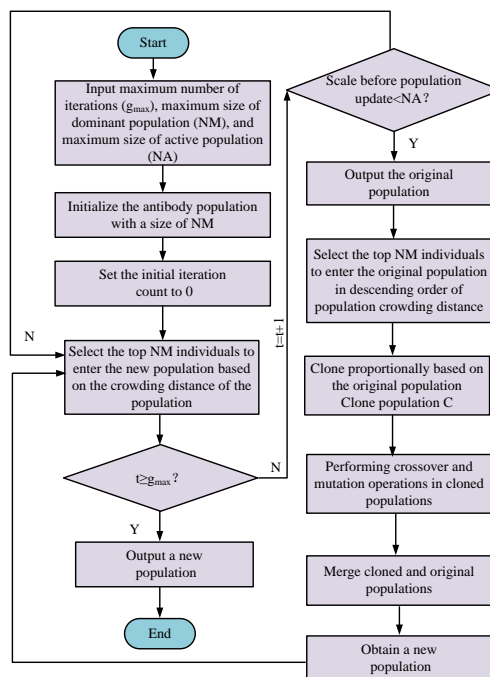 Start
Input maximum number of
iterations (gmax), maximum size of
dominant population (NM), and
maximum size of active population
(NA)
Initialize the antibody population
with a size of NM
Set the initial iteration
count to 0
N
Select the top NM individuals to
enter the new population based
on the crowding distance of the
population
t≥gmax?
N
Y
Output a new
population
End
t=t+1
Scale before population
update<NA?
Y
Output the original
population
Select the top NM individuals
to enter the original population
in descending order of
population crowding distance
Clone proportionally based on
the original population
Clone population C
Performing crossover and
mutation operations in cloned
populations
Merge cloned and original
populations
Obtain a new
population